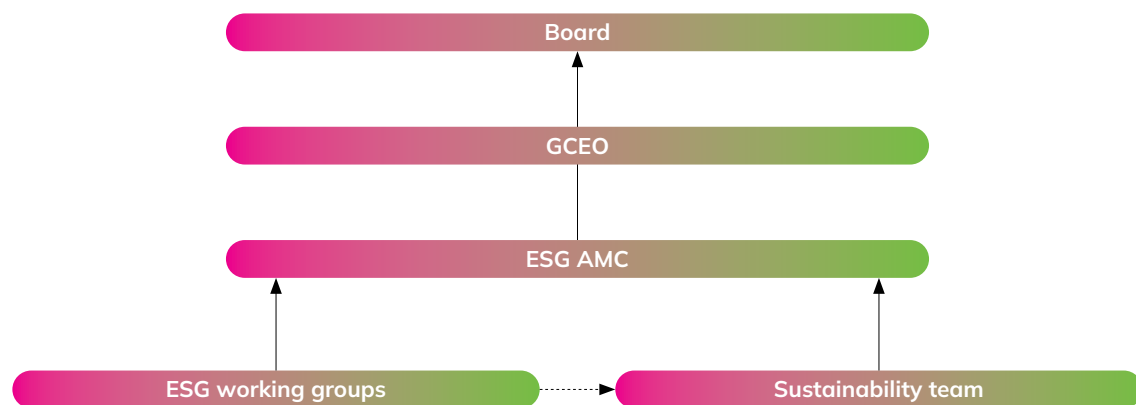 Board
GCEO
ESG AMC
ESG working groups
Sustainability team